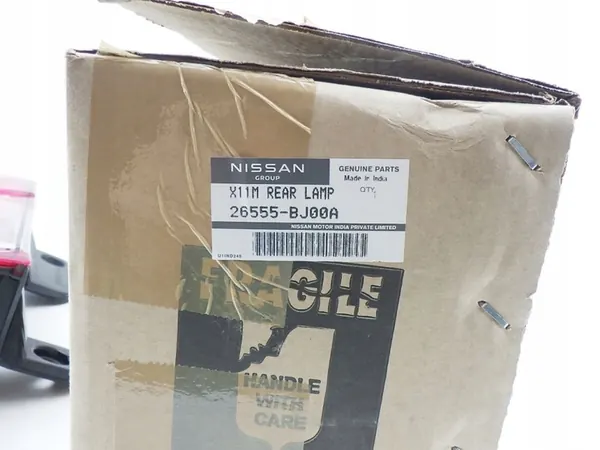 NISSAN
GROUP
GENUINE PARTS
Made in India
X11M REAR LAMP
QTY.
1
26555-BJ00A
NISSAN MOTOR INDIA PRIVATE LIMITED
FRAGILE
HANDLE
WITH
CARE